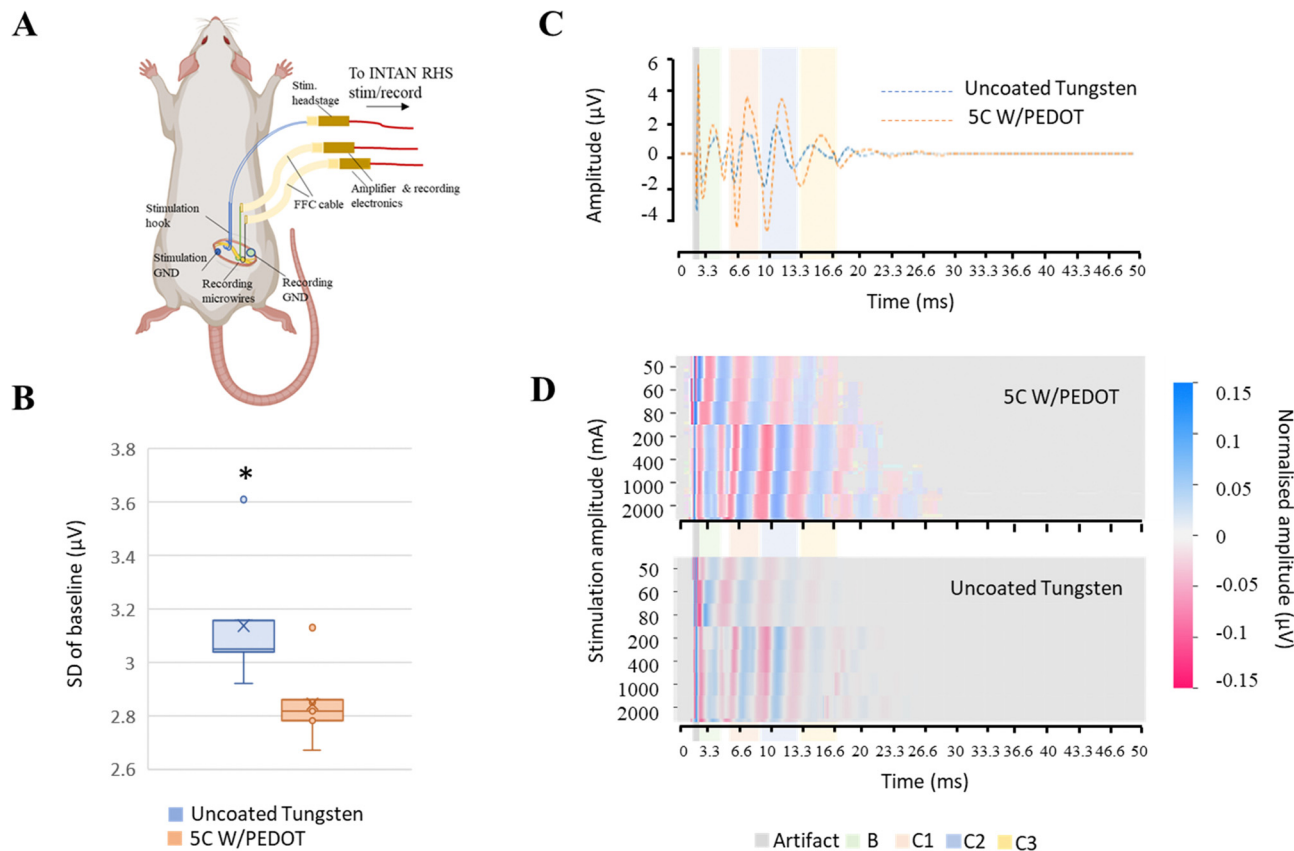 A
To INTAN RHS
stim/record
Stim.
headstage
Amplifier & recording
electronics
FFC cable
Stimulation
hook
Stimulation
GND
Recording
microwires
Recording
GND
B
SD of baseline (µV)
3.8
3.6
3.4
3.2
3
2.8
2.6
*
Uncoated Tungsten
5C W/PEDOT
C
Amplitude (µV)
6
4
2
0
-2
-4
Uncoated Tungsten
5C W/PEDOT
0 3.3 6.6 10 13.3 16.6 20 23.3 26.6 30 33.3 36.6 40 43.3 46.6 50
Time (ms)
D
Stimulation amplitude (mA)
50
60
80
200
400
1000
2000
5C W/PEDOT
50
60
80
200
400
1000
2000
Uncoated Tungsten
0 3.3 6.6 10 13.3 16.6 20 23.3 26.6 30 33.3 36.6 40 43.3 46.6 50
Time (ms)
0.15
0.1
0.05
0
-0.05
-0.1
-0.15
Normalised amplitude (µV)
Artifact B C1 C2 C3